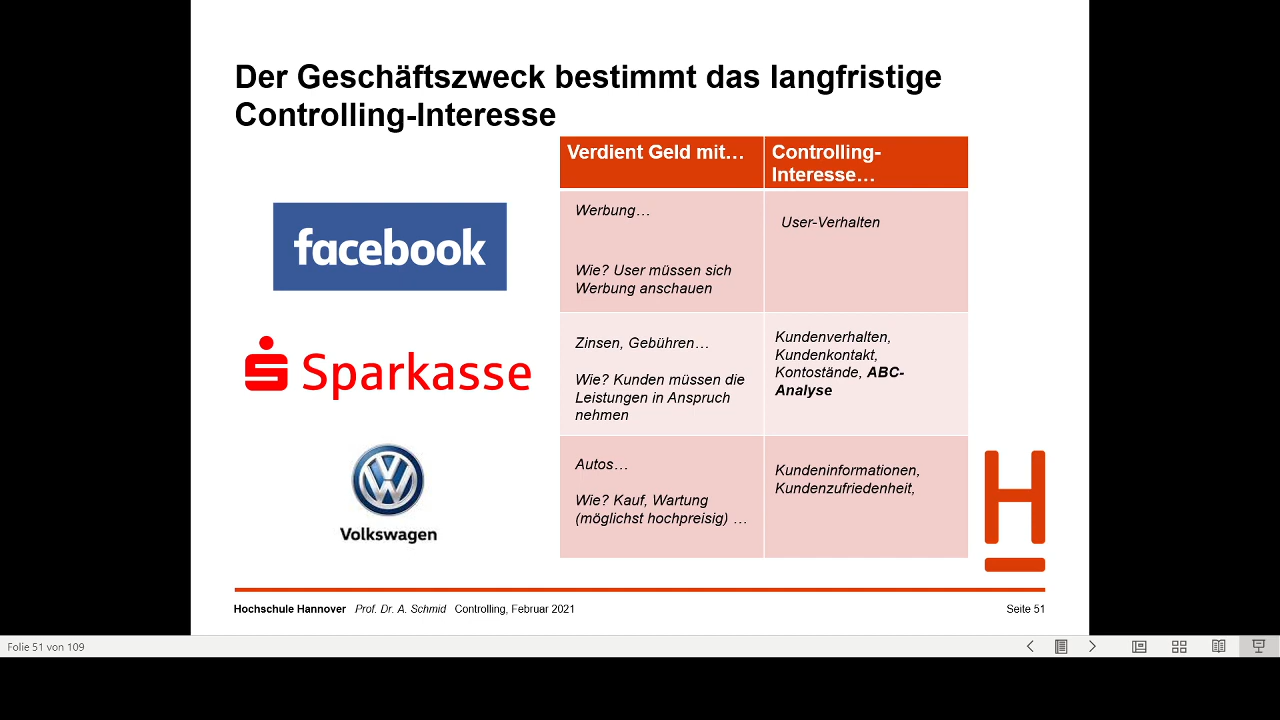 Der Geschäftszweck bestimmt das langfristige
Controlling-Interesse
Verdient Geld mit…
Controlling-
Interesse…
facebook
Werbung…
Wie? User müssen sich
Werbung anschauen
User-Verhalten
Sparkasse
Zinsen, Gebühren…
Wie? Kunden müssen die
Leistungen in Anspruch
nehmen
Kundenverhalten,
Kundenkontakt,
Kontostände, ABC-
Analyse
Volkswagen
Autos…
Wie? Kauf, Wartung
(möglichst hochpreisig) …
Kundeninformationen,
Kundenzufriedenheit,
H
Hochschule Hannover Prof. Dr. A. Schmid Controlling, Februar 2021
Seite 51
Folie 51 von 109